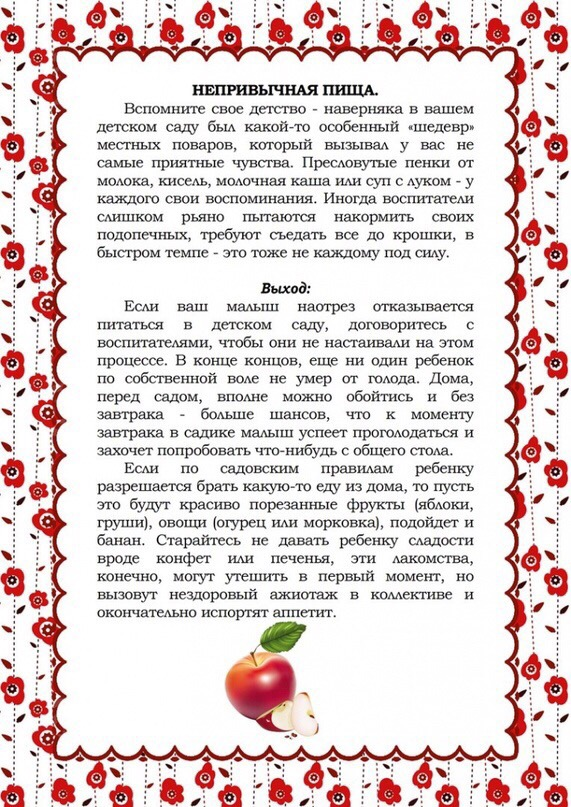 НЕПРИВЫЧНАЯ ПИЩА.
Вспомните свое детство - наверняка в вашем
детском саду был какой-то особенный «шедевр»
местных поваров, который вызывал у вас не
самые приятные чувства. Пресловутые пенки от
молока, кисель, молочная каша или суп с луком - у
каждого свои воспоминания. Иногда воспитатели
слишком рьяно пытаются накормить своих
подопечных, требуют съедать все до крошки, в
быстром темпе - это тоже не каждому под силу.
Выход:
Если ваш малыш наотрез отказывается
питаться в детском саду, договоритесь с
воспитателями, чтобы они не настаивали на этом
процессе. В конце концов, еще ни один ребенок
по собственной воле не умер от голода. Дома,
перед садом, вполне можно обойтись и без
завтрака - больше шансов, что к моменту
завтрака в садике малыш успеет проголодаться и
захочет попробовать что-нибудь с общего стола.
Если по садовским правилам ребенку
разрешается брать какую-то еду из дома, то пусть
это будут красиво порезанные фрукты (яблоки,
груши), овощи (огурец или морковка), подойдет и
банан. Старайтесь не давать ребенку сладости
вроде конфет или печенья, эти лакомства,
конечно, могут утешить в первый момент, но
вызовут нездоровый ажиотаж в коллективе и
окончательно испортят аппетит.